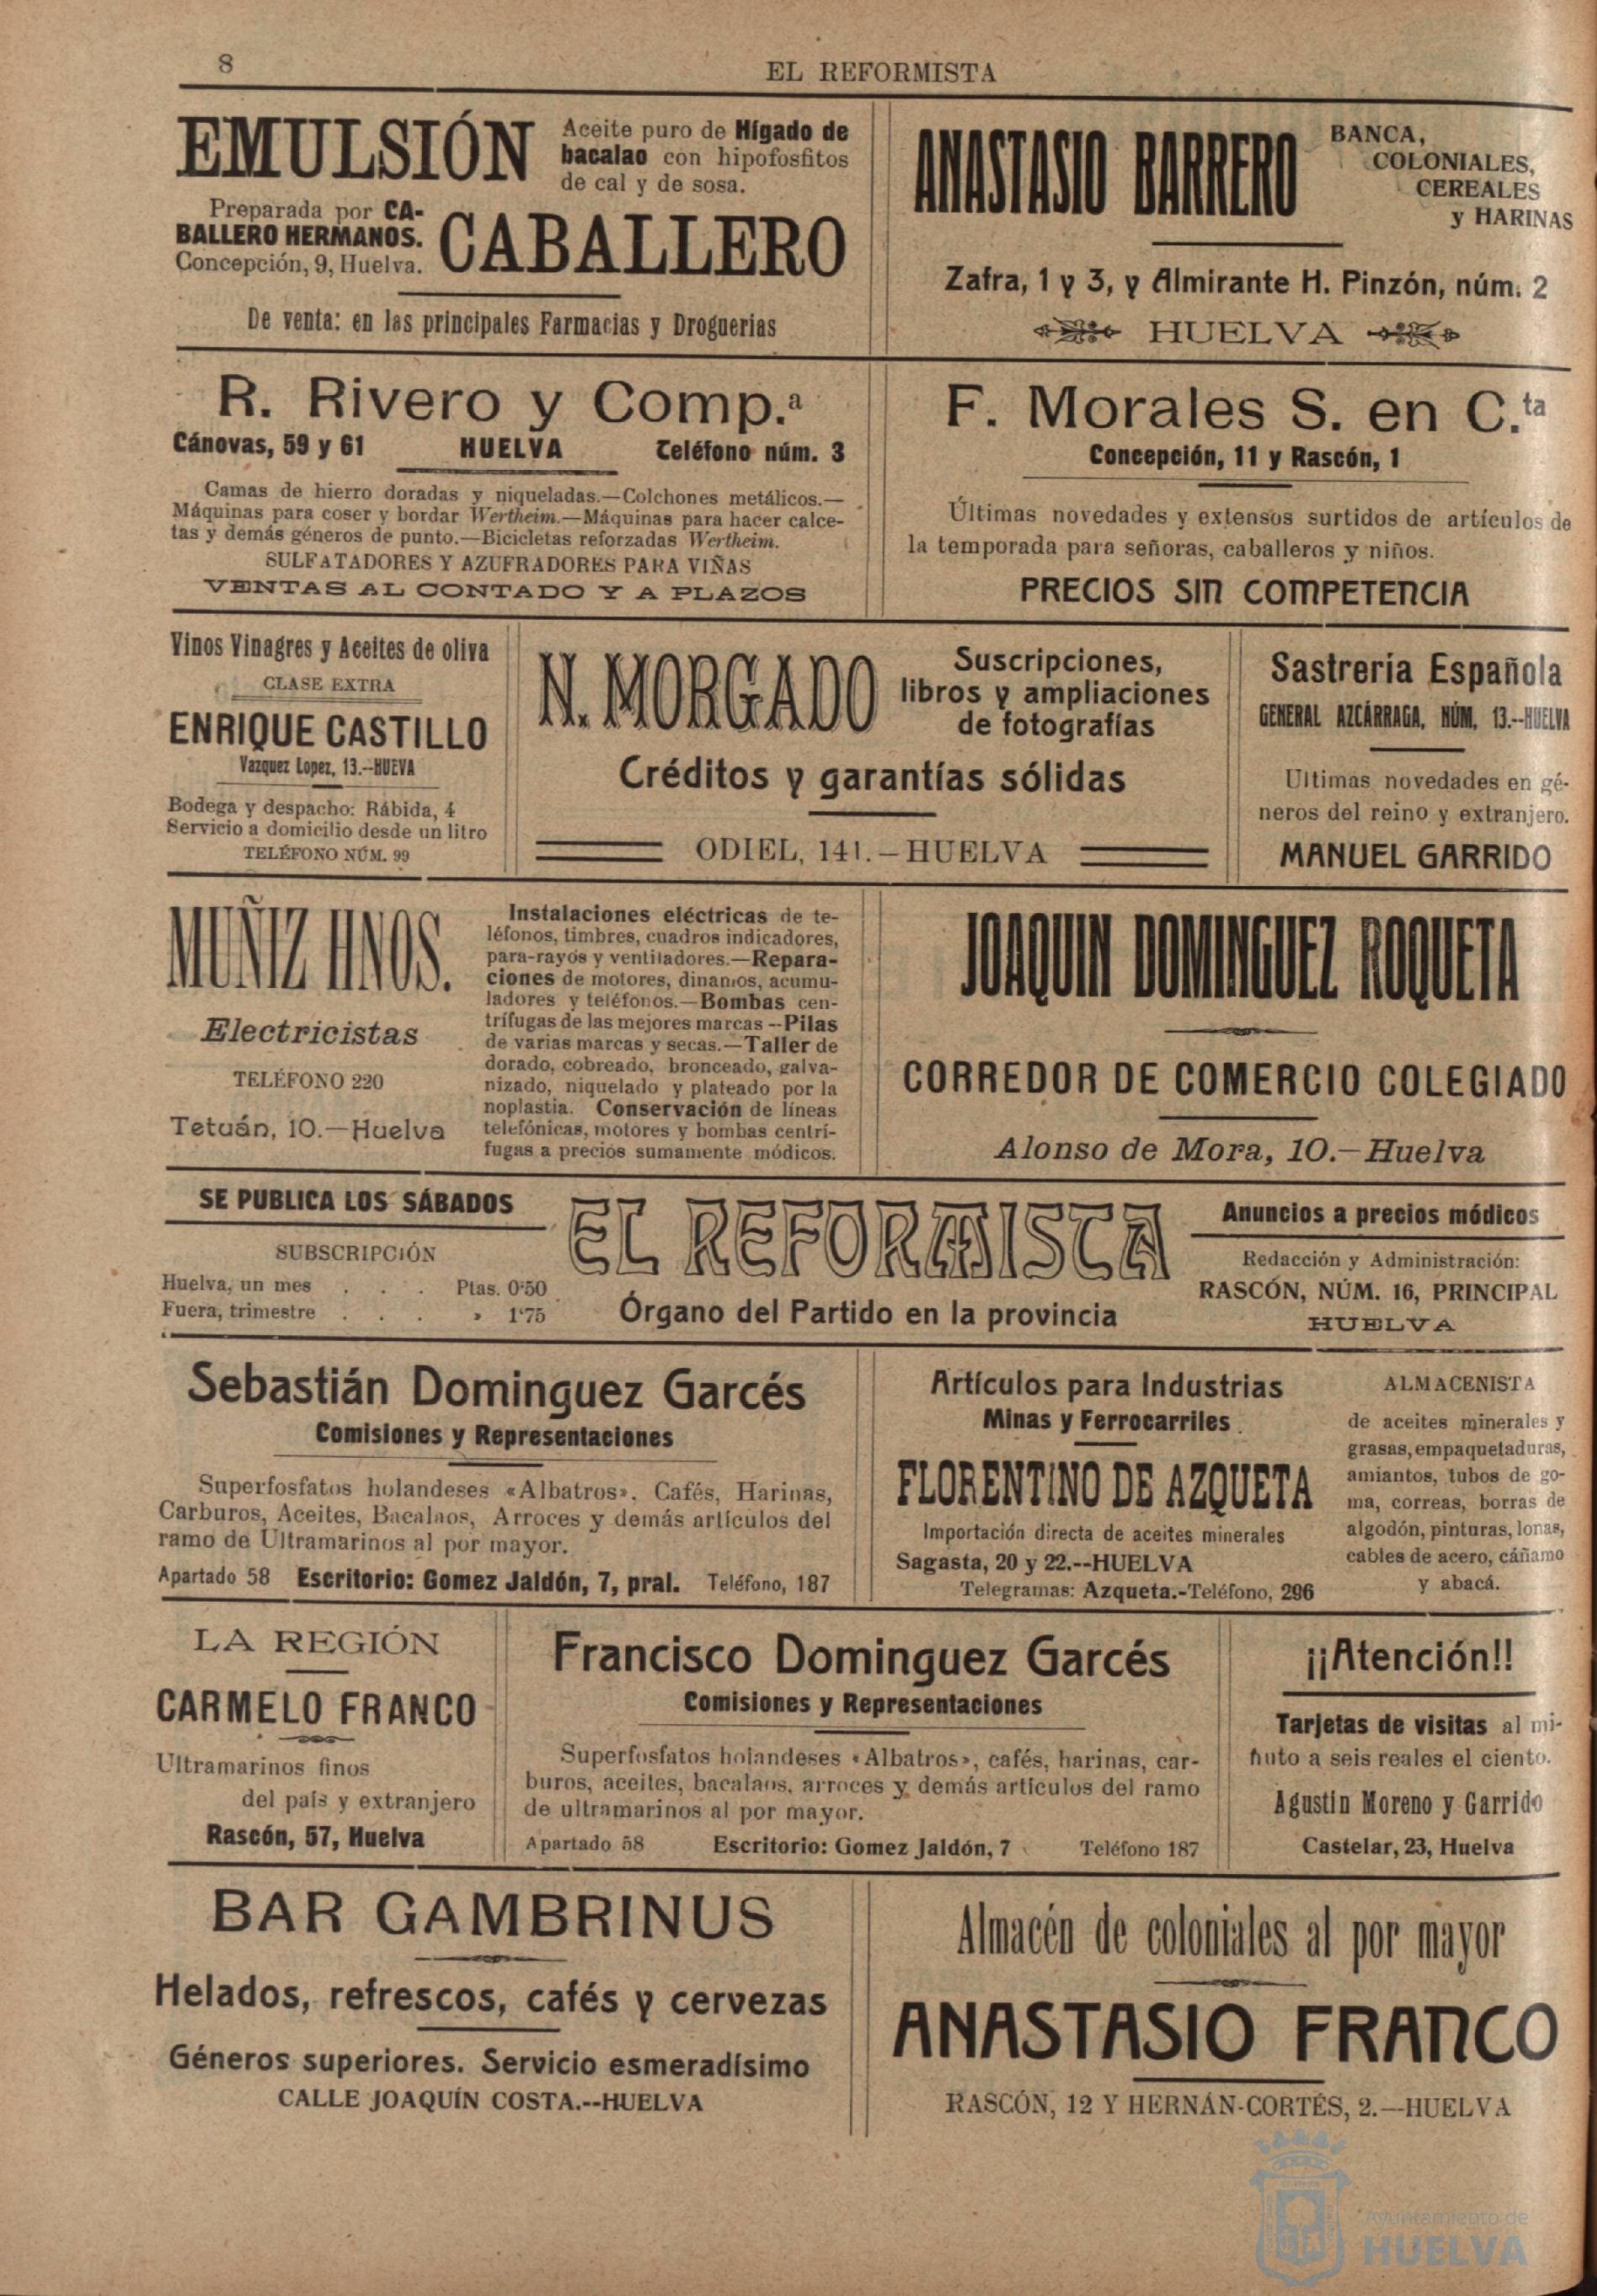 8
EL REFORMISTA
EMULSIÓN
Aceite puro de Hígado de
bacalao con hipofosfitos
de cal y de sosa.
Preparada por CA-
BALLERO HERMANOS.
Concepción, 9, Huelva.
CABALLERO
De venta: en las principales Farmacias y Droguerias
ANASTASIO BARRERO
BANCA,
COLONIALES,
CEREALES
y HARINAS
Zafra, 1 y 3, y Almirante H. Pinzón, núm. 2
HUELVA
R. Rivero y Comp.ª
Cánovas, 59 y 61 HUELVA Teléfono núm. 3
Camas de hierro doradas y niqueladas.—Colchones metálicos.—
Máquinas para coser y bordar Wertheim.—Máquinas para hacer calce-
tas y demás géneros de punto.—Bicicletas reforzadas Wertheim.
SULFATADORES Y AZUFRADORES PARA VIÑAS
VENTAS AL CONTADO Y A PLAZOS
F. Morales S. en C.ta
Concepción, 11 y Rascón, 1
Últimas novedades y extensos surtidos de artículos de
la temporada para señoras, caballeros y niños.
PRECIOS SIN COMPETENCIA
Vinos Vinagres y Aceites de oliva
CLASE EXTRA
ENRIQUE CASTILLO
Vazquez Lopez, 13.--HUEVA
Bodega y despacho: Rábida, 4
Servicio a domicilio desde un litro
TELÉFONO NÚM. 99
N. MORGADO
Suscripciones,
libros y ampliaciones
de fotografías
Créditos y garantías sólidas
ODIEL, 141.—HUELVA
Sastrería Española
GENERAL AZCÁRRAGA, NÚM, 13.--HUELVA
Ultimas novedades en gé-
neros del reino y extranjero.
MANUEL GARRIDO
MUÑIZ HNOS.
Electricistas
TELÉFONO 220
Tetuán, 10.—Huelva
Instalaciones eléctricas de te-
léfonos, timbres, cuadros indicadores,
para-rayos y ventiladores.—Repara-
ciones de motores, dinamos, acumu-
ladores y teléfonos.—Bombas cen-
trífugas de las mejores marcas --Pilas
de varias marcas y secas.—Taller de
dorado, cobreado, bronceado, galva-
nizado, niquelado y plateado por la
noplastia. Conservación de líneas
telefónicas, motores y bombas centrí-
fugas a precios sumamente módicos.
JOAQUIN DOMINGUEZ ROQUETA
CORREDOR DE COMERCIO COLEGIADO
Alonso de Mora, 10.—Huelva
SE PUBLICA LOS SÁBADOS
SUBSCRIPCIÓN
Huelva, un mes . . . Ptas. 0'50
Fuera, trimestre . . . . » 1'75
EL REFORMISTA
Órgano del Partido en la provincia
Anuncios a precios módicos
Redacción y Administración:
RASCÓN, NÚM. 16, PRINCIPAL
HUELVA
Sebastián Dominguez Garcés
Comisiones y Representaciones
Superfosfatos holandeses «Albatros». Cafés, Harinas,
Carburos, Aceites, Bacalaos, Arroces y demás artículos del
ramo de Ultramarinos al por mayor.
Apartado 58 Escritorio: Gomez Jaldón, 7, pral. Teléfono, 187
Artículos para Industrias
Minas y Ferrocarriles
FLORENTINO DE AZQUETA
Importación directa de aceites minerales
Sagasta, 20 y 22.--HUELVA
Telegramas: Azqueta.-Teléfono, 296
ALMACENISTA
de aceites minerales y
grasas, empaquetaduras,
amiantos, tubos de go-
ma, correas, borras de
algodón, pinturas, lonas,
cables de acero, cáñamo
y abacá.
LA REGIÓN
CARMELO FRANCO
Ultramarinos finos
del país y extranjero
Rascón, 57, Huelva
Francisco Dominguez Garcés
Comisiones y Representaciones
Superfosfatos holandeses «Albatros», cafés, harinas, car-
buros, aceites, bacalaos, arroces y demás artículos del ramo
de ultramarinos al por mayor.
Apartado 58 Escritorio: Gomez Jaldón, 7 Teléfono 187
¡¡Atención!!
Tarjetas de visitas al mi-
nuto a seis reales el ciento.
Agustin Moreno y Garrido
Castelar, 23, Huelva
BAR GAMBRINUS
Helados, refrescos, cafés y cervezas
Géneros superiores. Servicio esmeradísimo
CALLE JOAQUÍN COSTA.--HUELVA
Almacén de coloniales al por mayor
ANASTASIO FRANCO
RASCÓN, 12 Y HERNÁN-CORTÉS, 2.—HUELVA
Ayuntamiento de
HUELVA